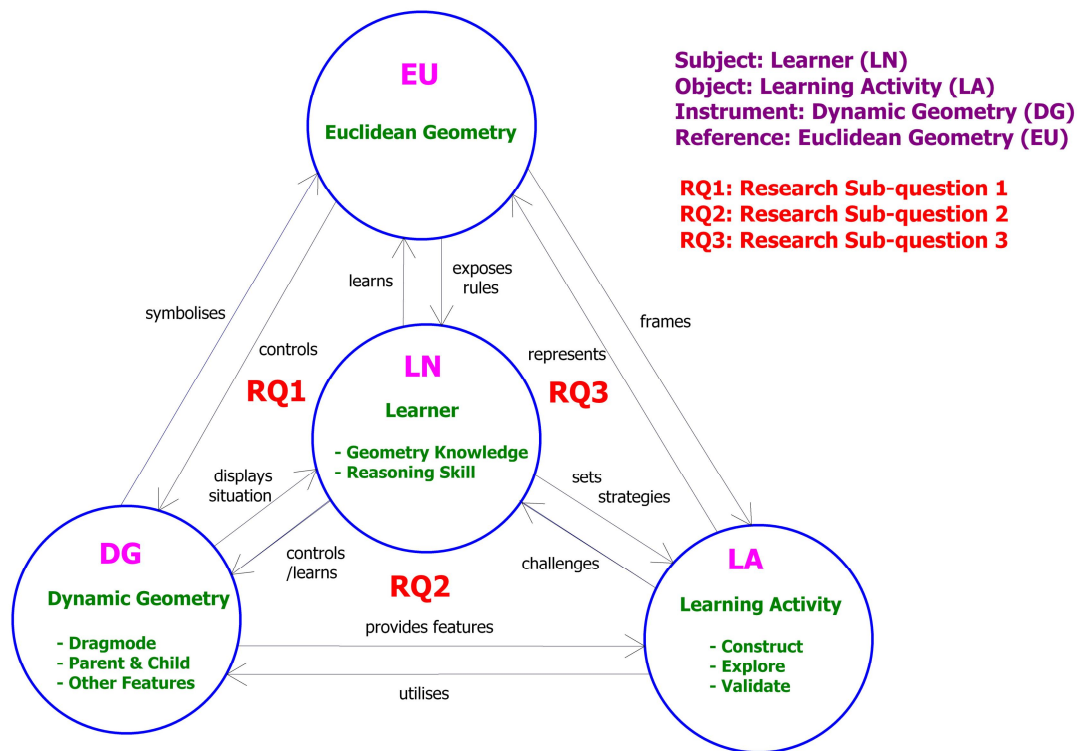 EU
Euclidean Geometry
Subject: Learner (LN)
Object: Learning Activity (LA)
Instrument: Dynamic Geometry (DG)
Reference: Euclidean Geometry (EU)
RQ1: Research Sub-question 1
RQ2: Research Sub-question 2
RQ3: Research Sub-question 3
symbolises
controls
learns
exposes
rules
represents
frames
RQ1
LN
Learner
- Geometry Knowledge
- Reasoning Skill
RQ3
displays
situation
controls
/learns
sets
strategies
challenges
RQ2
DG
Dynamic Geometry
- Dragmode
- Parent & Child
- Other Features
provides features
utilises
LA
Learning Activity
- Construct
- Explore
- Validate